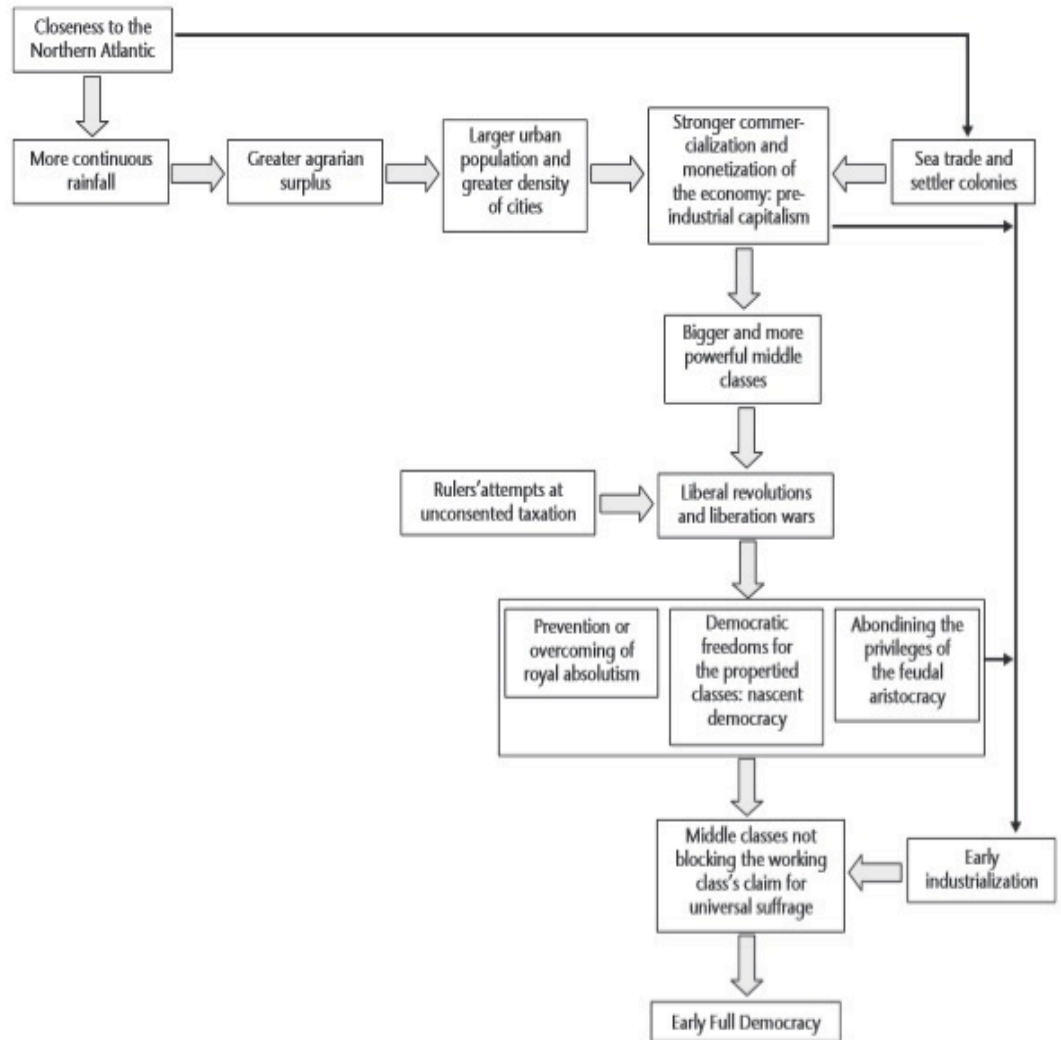 Closeness to the
Northern Atlantic
More continuous
rainfall
Greater agrarian
surplus
Larger urban
population and
greater density
of cities
Stronger commer-
cialization and
monetization of
the economy: pre-
industrial capitalism
Sea trade and
settler colonies
Bigger and more
powerful middle
classes
Rulers'attempts at
unconsented taxation
Liberal revolutions
and liberation wars
Prevention or
overcoming of
royal absolutism
Democratic
freedoms for
the propertied
classes: nascent
democracy
Abondining the
privileges of
the feudal
aristocracy
Middle classes not
blocking the working
class's claim for
universal suffrage
Early
industrialization
Early Full Democracy